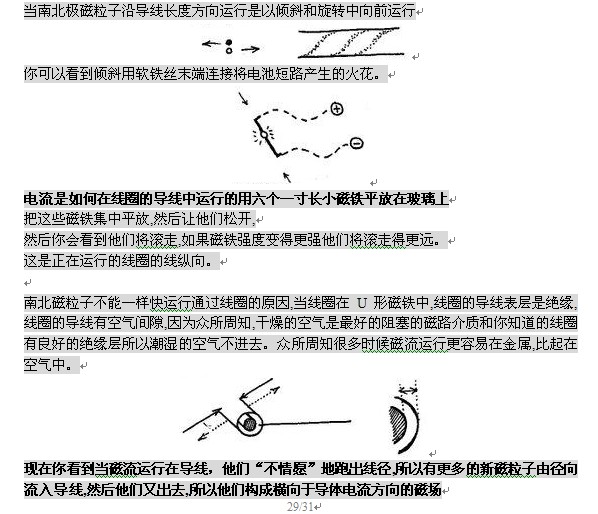 当南北极磁粒子沿导线长度方向运行是以倾斜和旋转中向前运行
你可以看到倾斜用软铁丝末端连接将电池短路产生的火花。
电流是如何在线圈的导线中运行的用六个一寸长小磁铁平放在玻璃上
把这些磁铁集中平放,然后让他们松开,
然后你会看到他们将滚走,如果磁铁强度变得更强他们将滚走得更远。
这是正在运行的线圈的线纵向。
南北磁粒子不能一样快运行通过线圈的原因,当线圈在 U 形磁铁中,线圈的导线表层是绝缘,
线圈的导线有空气间隙,因为众所周知,干燥的空气是最好的阻塞的磁路介质和你知道的线圈
有良好的绝缘层所以潮湿的空气不进去。众所周知很多时候磁流运行更容易在金属,比起在
空气中。
现在你看到当磁流运行在导线，他们“不情愿”地跑出线径,所以有更多的新磁粒子由径向
流入导线,然后他们又出去,所以他们构成横向于导体电流方向的磁场
29/31